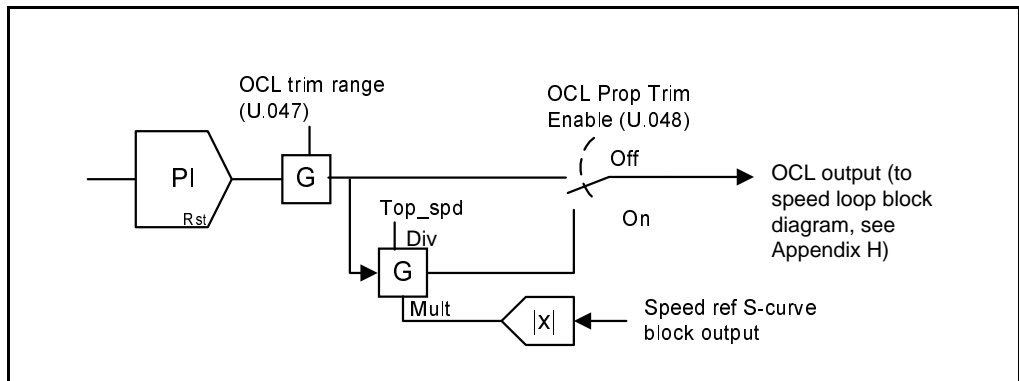 OCL trim range
(U.047)
OCL Prop Trim
Enable (U.048)
PI
Rst
G
Off
On
OCL output (to
speed loop block
diagram, see
Appendix H)
Top_spd
Div
G
Mult
|x|
Speed ref S-curve
block output